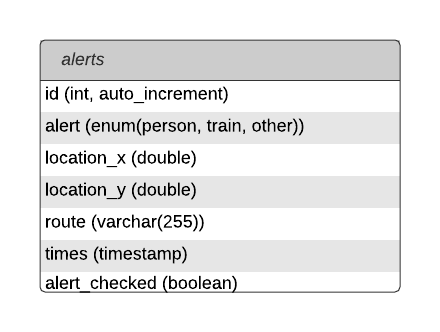 alerts
id (int, auto_increment)
alert (enum(person, train, other))
location_x (double)
location_y (double)
route (varchar(255))
times (timestamp)
alert_checked (boolean)